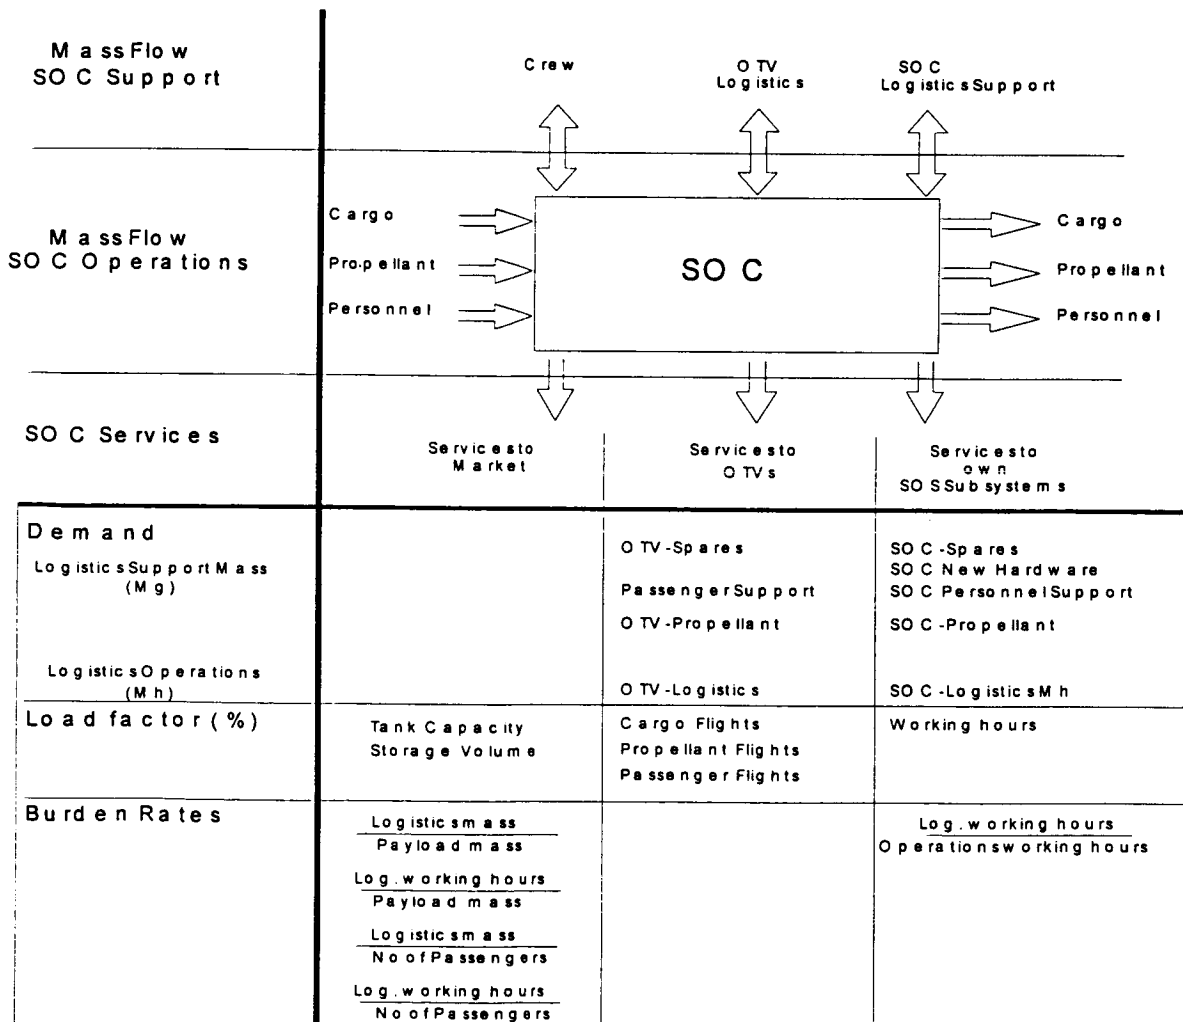 Mass Flow
SOC Support
Crew
OTV
Logistics
SOC
Logistics Support
Mass Flow
SOC Operations
Cargo
Propellant
Personnel
SOC
Cargo
Propellant
Personnel
SOC Services
Services to
Market
Services to
OTVs
Services to
own
SOS Subsystems
Demand
Logistics Support Mass
(Mg)
OTV-Spares
Passenger Support
OTV-Propellant
SOC-Spares
SOC New Hardware
SOC Personnel Support
SOC-Propellant
Logistics Operations
(Mh)
OTV-Logistics
SOC-Logistics Mh
Load factor (%)
Tank Capacity
Storage Volume
Cargo Flights
Propellant Flights
Passenger Flights
Working hours
Burden Rates
Logistics mass
Payload mass
Log. working hours
Payload mass
Logistics mass
No of Passengers
Log. working hours
No of Passengers
Log. working hours
Operations working hours